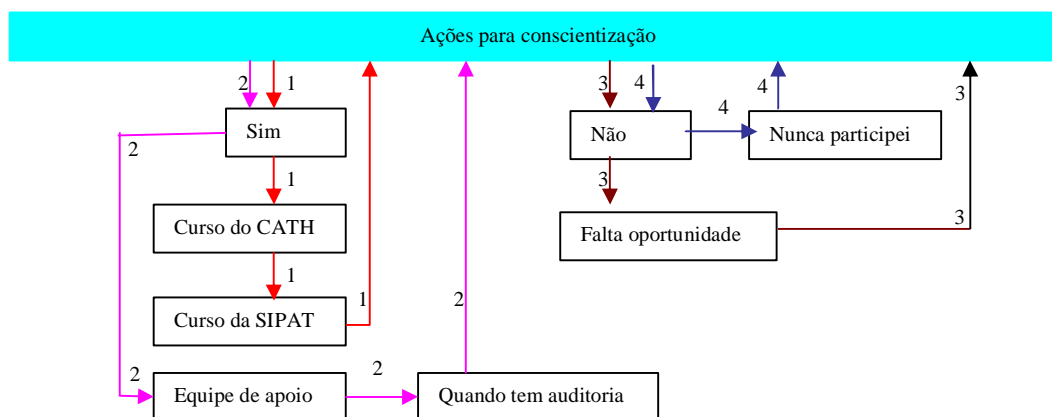 Ações para conscientização
2
1
3
4
4
3
Sim
Não
4
Nunca participei
2
1
3
Curso do CATH
Falta oportunidade
3
1
Curso da SIPAT
1
2
2
Equipe de apoio
2
Quando tem auditoria